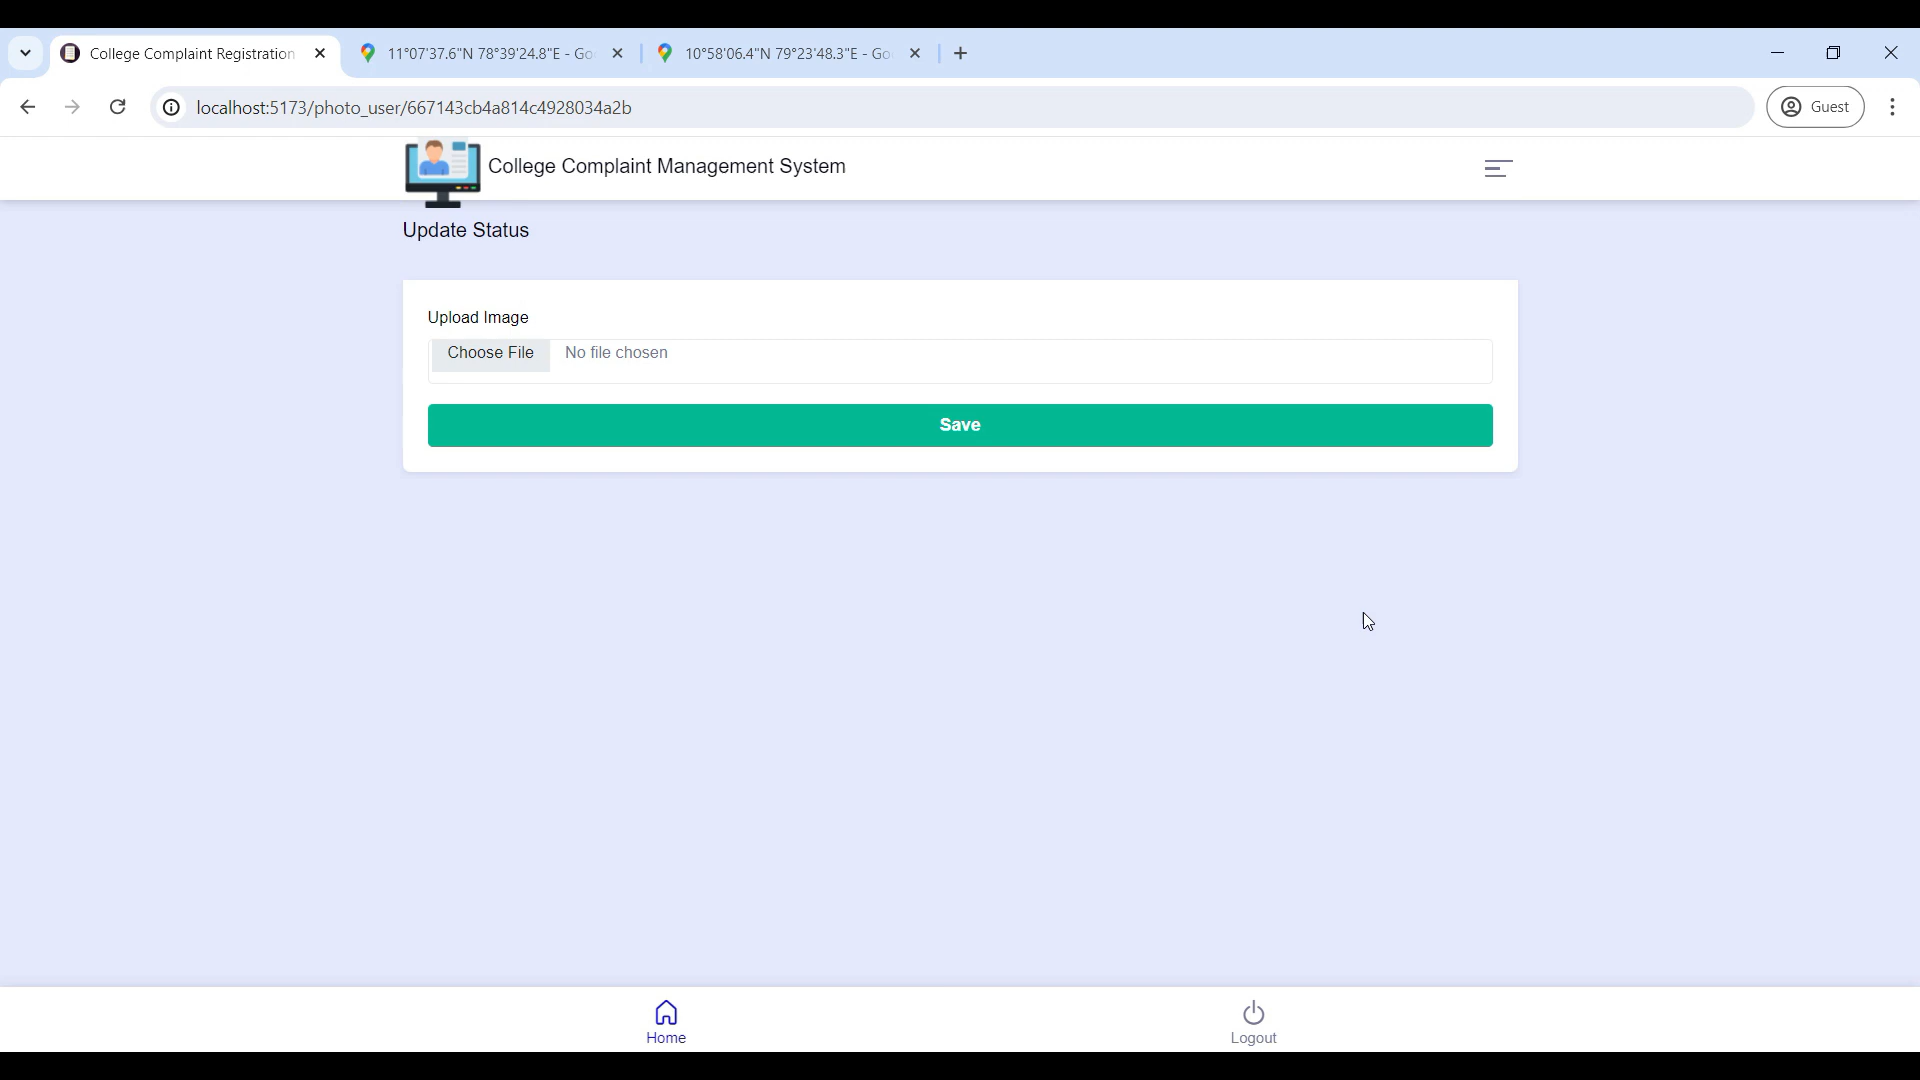 College Complaint Registration
11°07'37.6"N 78°39'24.8"E - Go
10°58'06.4"N 79°23'48.3"E - Go
localhost:5173/photo_user/667143cb4a814c4928034a2b
Guest
College Complaint Management System
Update Status
Upload Image
Choose File No file chosen
Save
Home
Logout